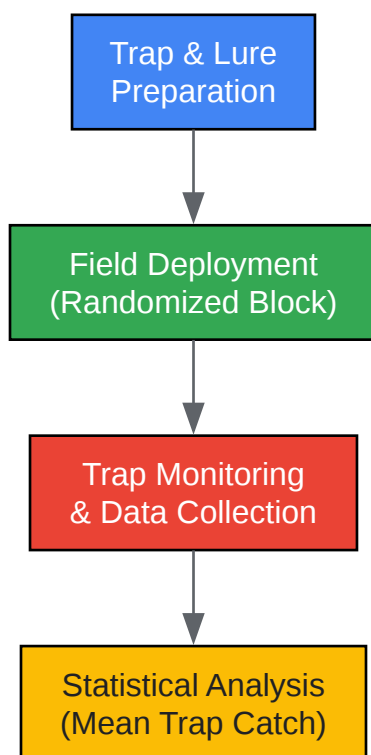 Trap & Lure
Preparation
Field Deployment
(Randomized Block)
Trap Monitoring
& Data Collection
Statistical Analysis
(Mean Trap Catch)